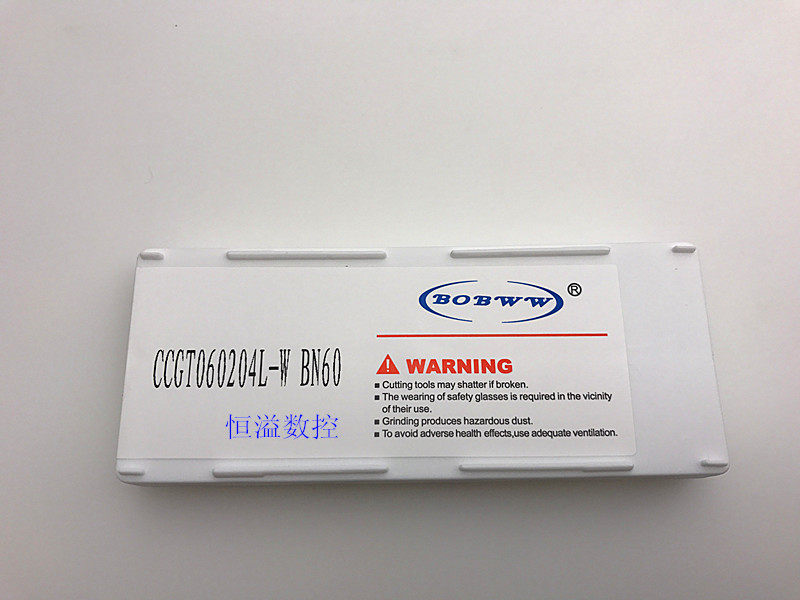 BOBWW®
CCGT060204L-W BN60
恒溢数控
WARNING
■ Cutting tools may shatter if broken.
■ The wearing of safety glasses is required in the vicinity
of their use.
■ Grinding produces hazardous dust.
■ To avoid adverse health effects,use adequate ventilation.